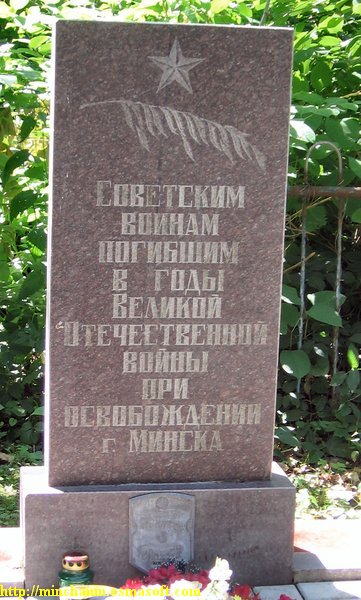 Советским
воинам
погибшим
в годы
Великой
Отечественной
войны
при
освобождении
г Минска